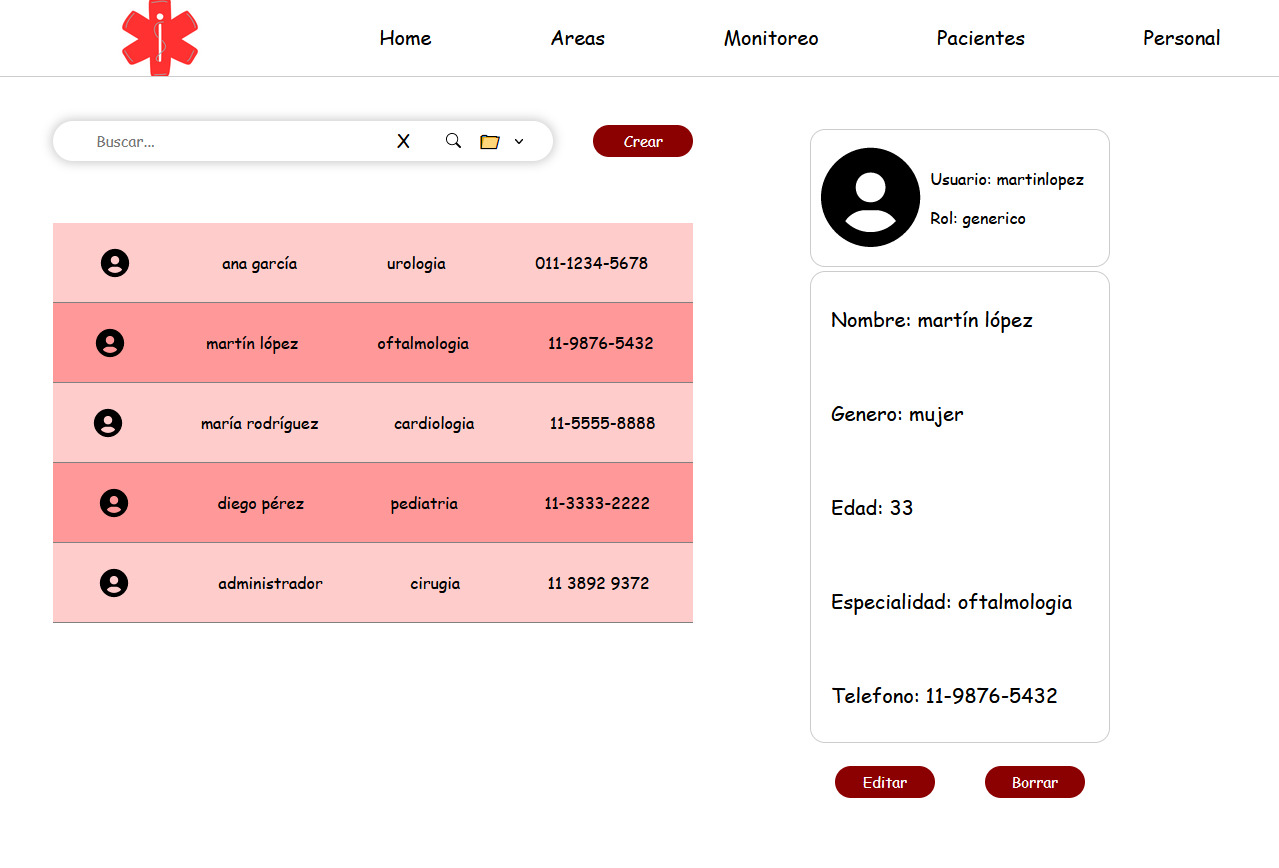 Home Areas Monitoreo Pacientes Personal
Buscar... X Crear
ana garcía urologia 011-1234-5678
martín lópez oftalmologia 11-9876-5432
maría rodríguez cardiologia 11-5555-8888
diego pérez pediatria 11-3333-2222
administrador cirugia 11 3892 9372
Usuario: martinlopez
Rol: generico
Nombre: martín lópez
Genero: mujer
Edad: 33
Especialidad: oftalmologia
Telefono: 11-9876-5432
Editar Borrar